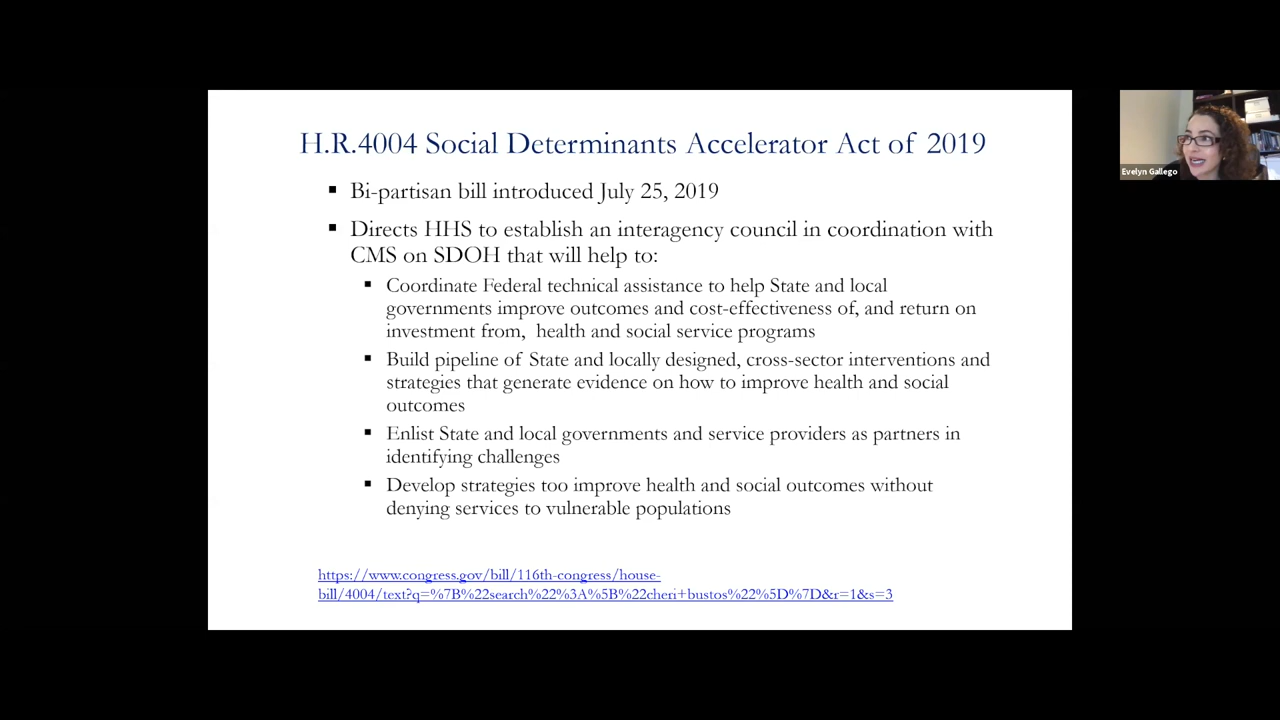 H.R.4004 Social Determinants Accelerator Act of 2019
▪ Bi-partisan bill introduced July 25, 2019
▪ Directs HHS to establish an interagency council in coordination with
CMS on SDOH that will help to:
▪ Coordinate Federal technical assistance to help State and local
governments improve outcomes and cost-effectiveness of, and return on
investment from, health and social service programs
▪ Build pipeline of State and locally designed, cross-sector interventions and
strategies that generate evidence on how to improve health and social
outcomes
▪ Enlist State and local governments and service providers as partners in
identifying challenges
▪ Develop strategies too improve health and social outcomes without
denying services to vulnerable populations
https://www.congress.gov/bill/116th-congress/house-
bill/4004/text?q=%7B%22search%22%3A%5B%22cheri+bustos%22%5D%7D&r=1&s=3
Evelyn Gallego